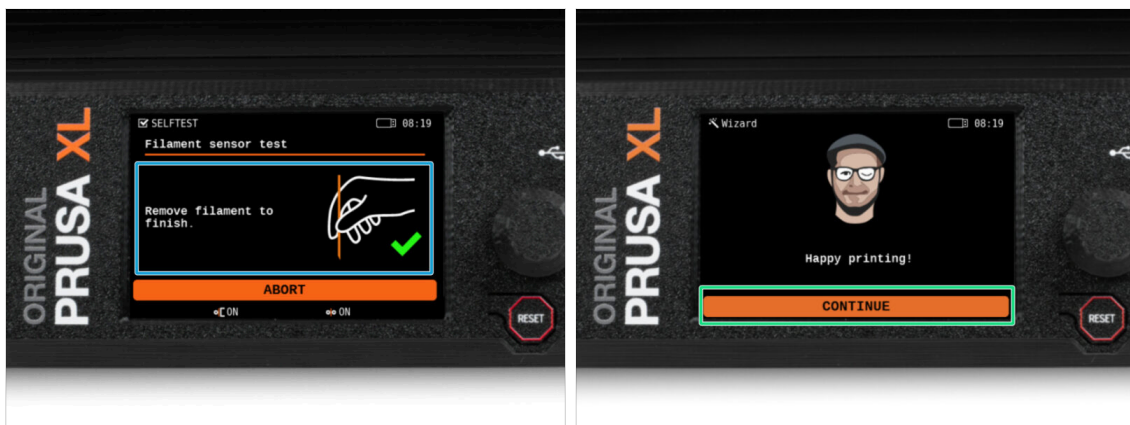 ORIGINAL
PRUSA XL
SELFTEST
08:19
Filament sensor test
Remove filament to
finish.
ABORT
ON
ON
RESET
ORIGINAL
PRUSA XL
Wizard
08:19
Happy printing!
CONTINUE
RESET